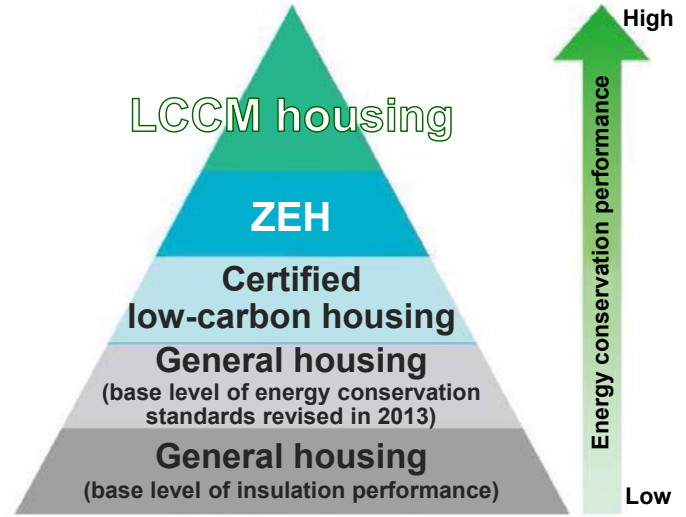 High
LCCM housing
ZEH
Certified
low-carbon housing
General housing
(base level of energy conservation
standards revised in 2013)
General housing
(base level of insulation performance)
Energy conservation performance
Low